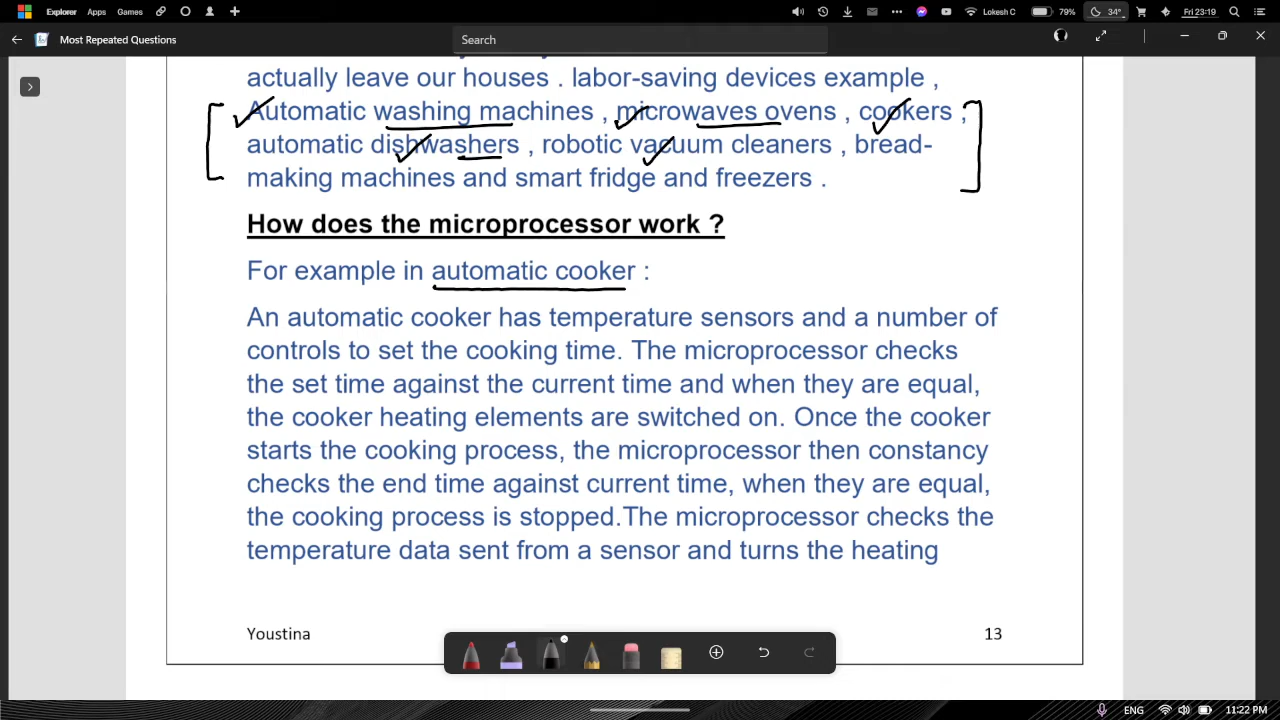 Explorer Apps Games Lokesh C 79% 34° Fri 23:19
Most Repeated Questions
Search
actually leave our houses . labor-saving devices example ,
Automatic washing machines , microwaves ovens , cookers ,
automatic dishwashers , robotic vacuum cleaners , bread-
making machines and smart fridge and freezers .
How does the microprocessor work ?
For example in automatic cooker :
An automatic cooker has temperature sensors and a number of
controls to set the cooking time. The microprocessor checks
the set time against the current time and when they are equal,
the cooker heating elements are switched on. Once the cooker
starts the cooking process, the microprocessor then constancy
checks the end time against current time, when they are equal,
the cooking process is stopped.The microprocessor checks the
temperature data sent from a sensor and turns the heating
Youstina 13
ENG 11:22 PM